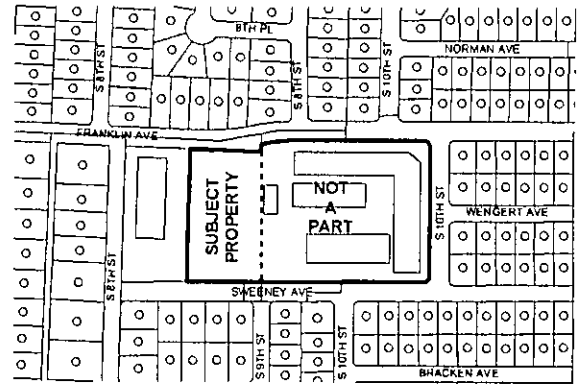 8TH PL
NORMAN AVE
S 8TH ST
S 8TH ST
S 10TH ST
FRANKLIN AVE
SUBJECT
PROPERTY
NOT
A
PART
S 10TH ST
WENGERT AVE
S 8TH ST
SWEENEY AVE
S 9TH ST
S 10TH ST
BRACKEN AVE